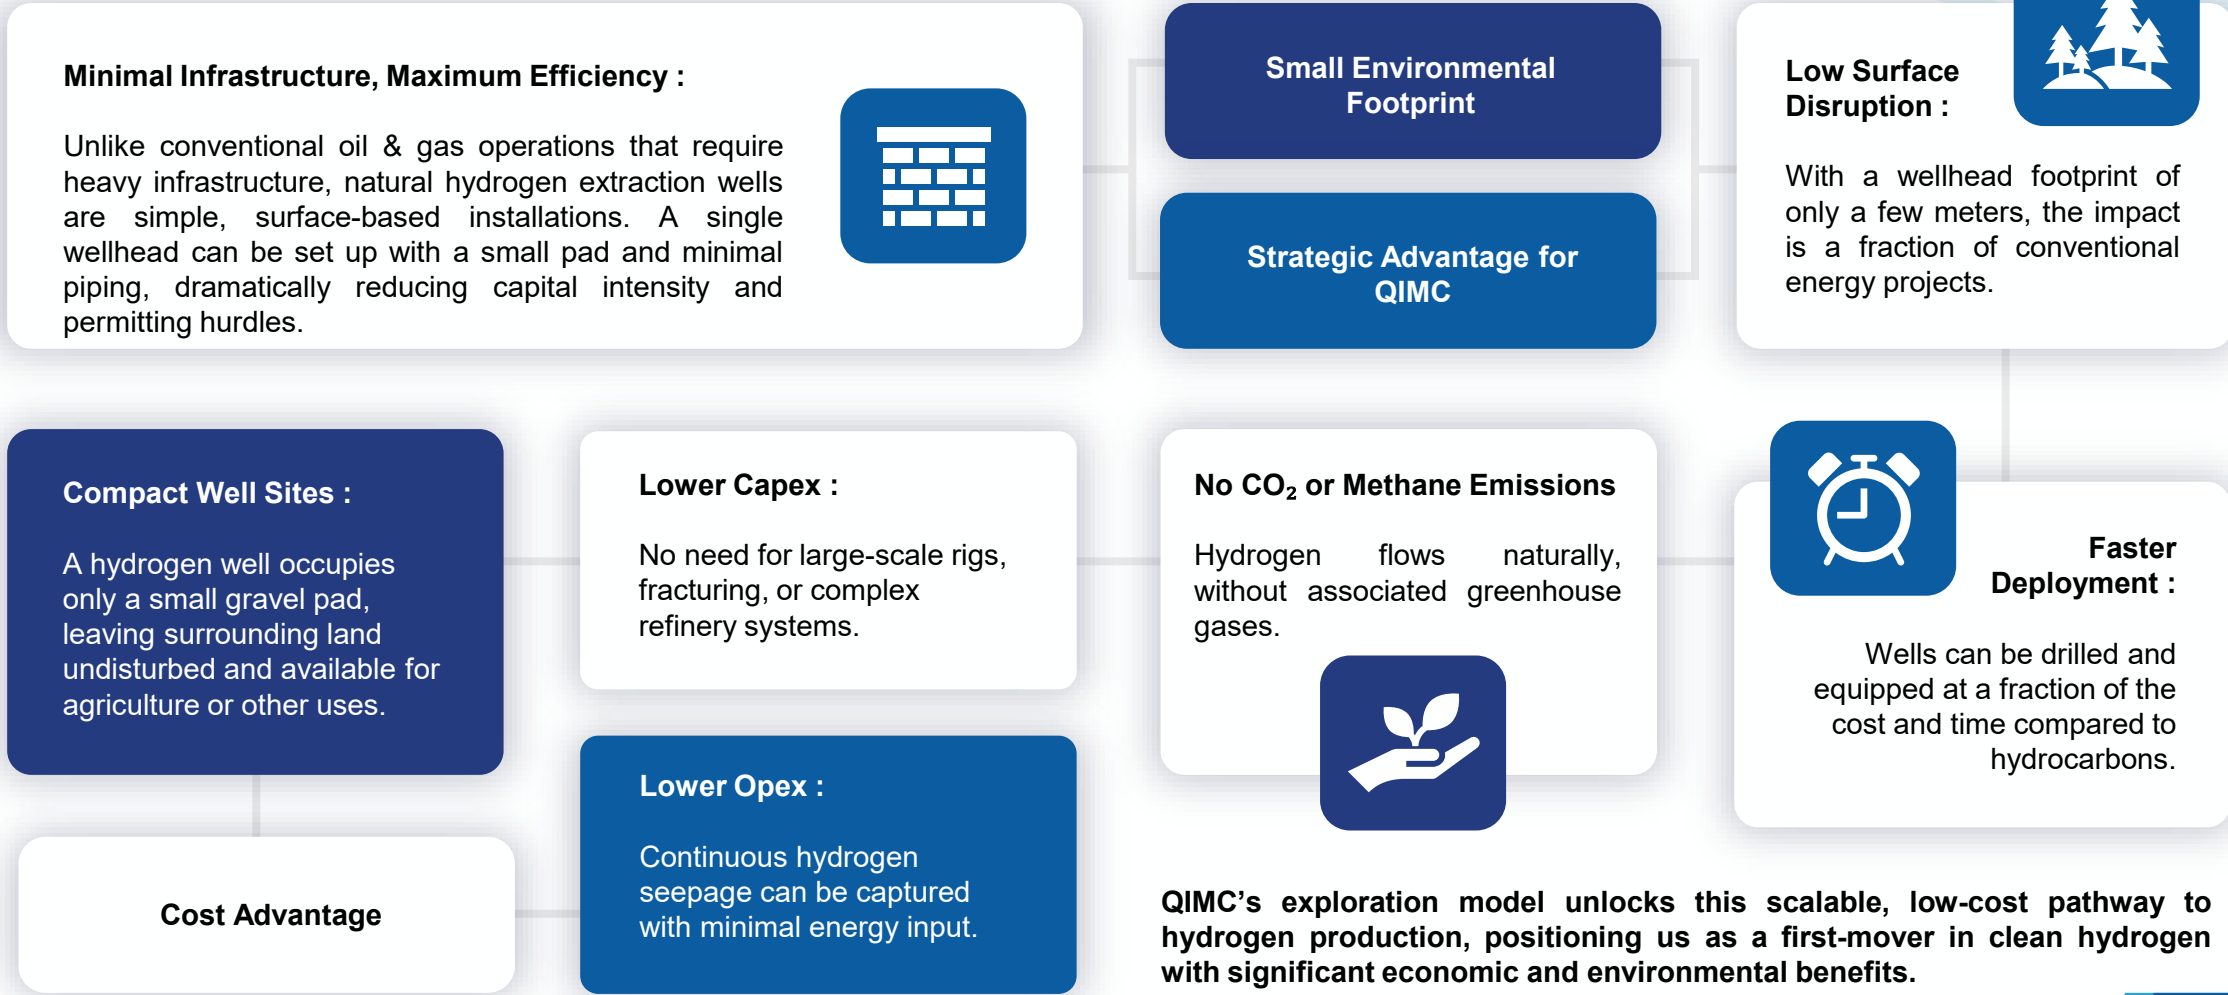 Minimal Infrastructure, Maximum Efficiency :
Unlike conventional oil & gas operations that require
heavy infrastructure, natural hydrogen extraction wells
are simple, surface-based installations. A single
wellhead can be set up with a small pad and minimal
piping, dramatically reducing capital intensity and
permitting hurdles.
Small Environmental
Footprint
Strategic Advantage for
QIMC
Low Surface
Disruption :
With a wellhead footprint of
only a few meters, the impact
is a fraction of conventional
energy projects.
Compact Well Sites :
A hydrogen well occupies
only a small gravel pad,
leaving surrounding land
undisturbed and available for
agriculture or other uses.
Lower Capex :
No need for large-scale rigs,
fracturing, or complex
refinery systems.
No CO₂ or Methane Emissions
Hydrogen flows naturally,
without associated greenhouse
gases.
Faster
Deployment :
Wells can be drilled and
equipped at a fraction of the
cost and time compared to
hydrocarbons.
Cost Advantage
Lower Opex :
Continuous hydrogen
seepage can be captured
with minimal energy input.
QIMC’s exploration model unlocks this scalable, low-cost pathway to
hydrogen production, positioning us as a first-mover in clean hydrogen
with significant economic and environmental benefits.